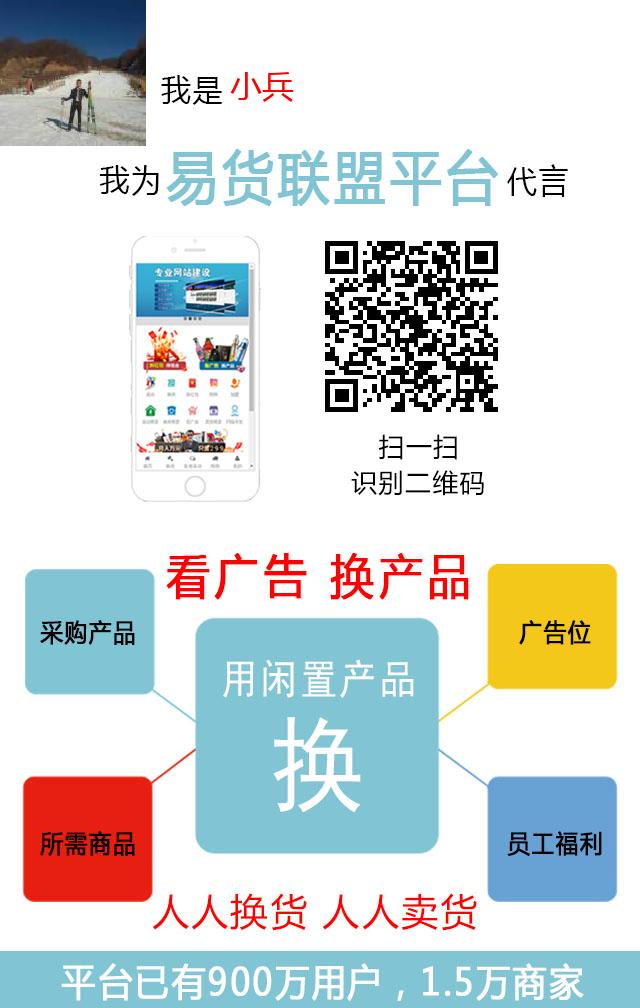 我是 小兵
我为 易货联盟平台 代言
专业网站建设
扫一扫
识别二维码
看广告 换产品
采购产品
广告位
用闲置产品
换
所需商品
员工福利
人人换货 人人卖货
平台已有900万用户，1.5万商家